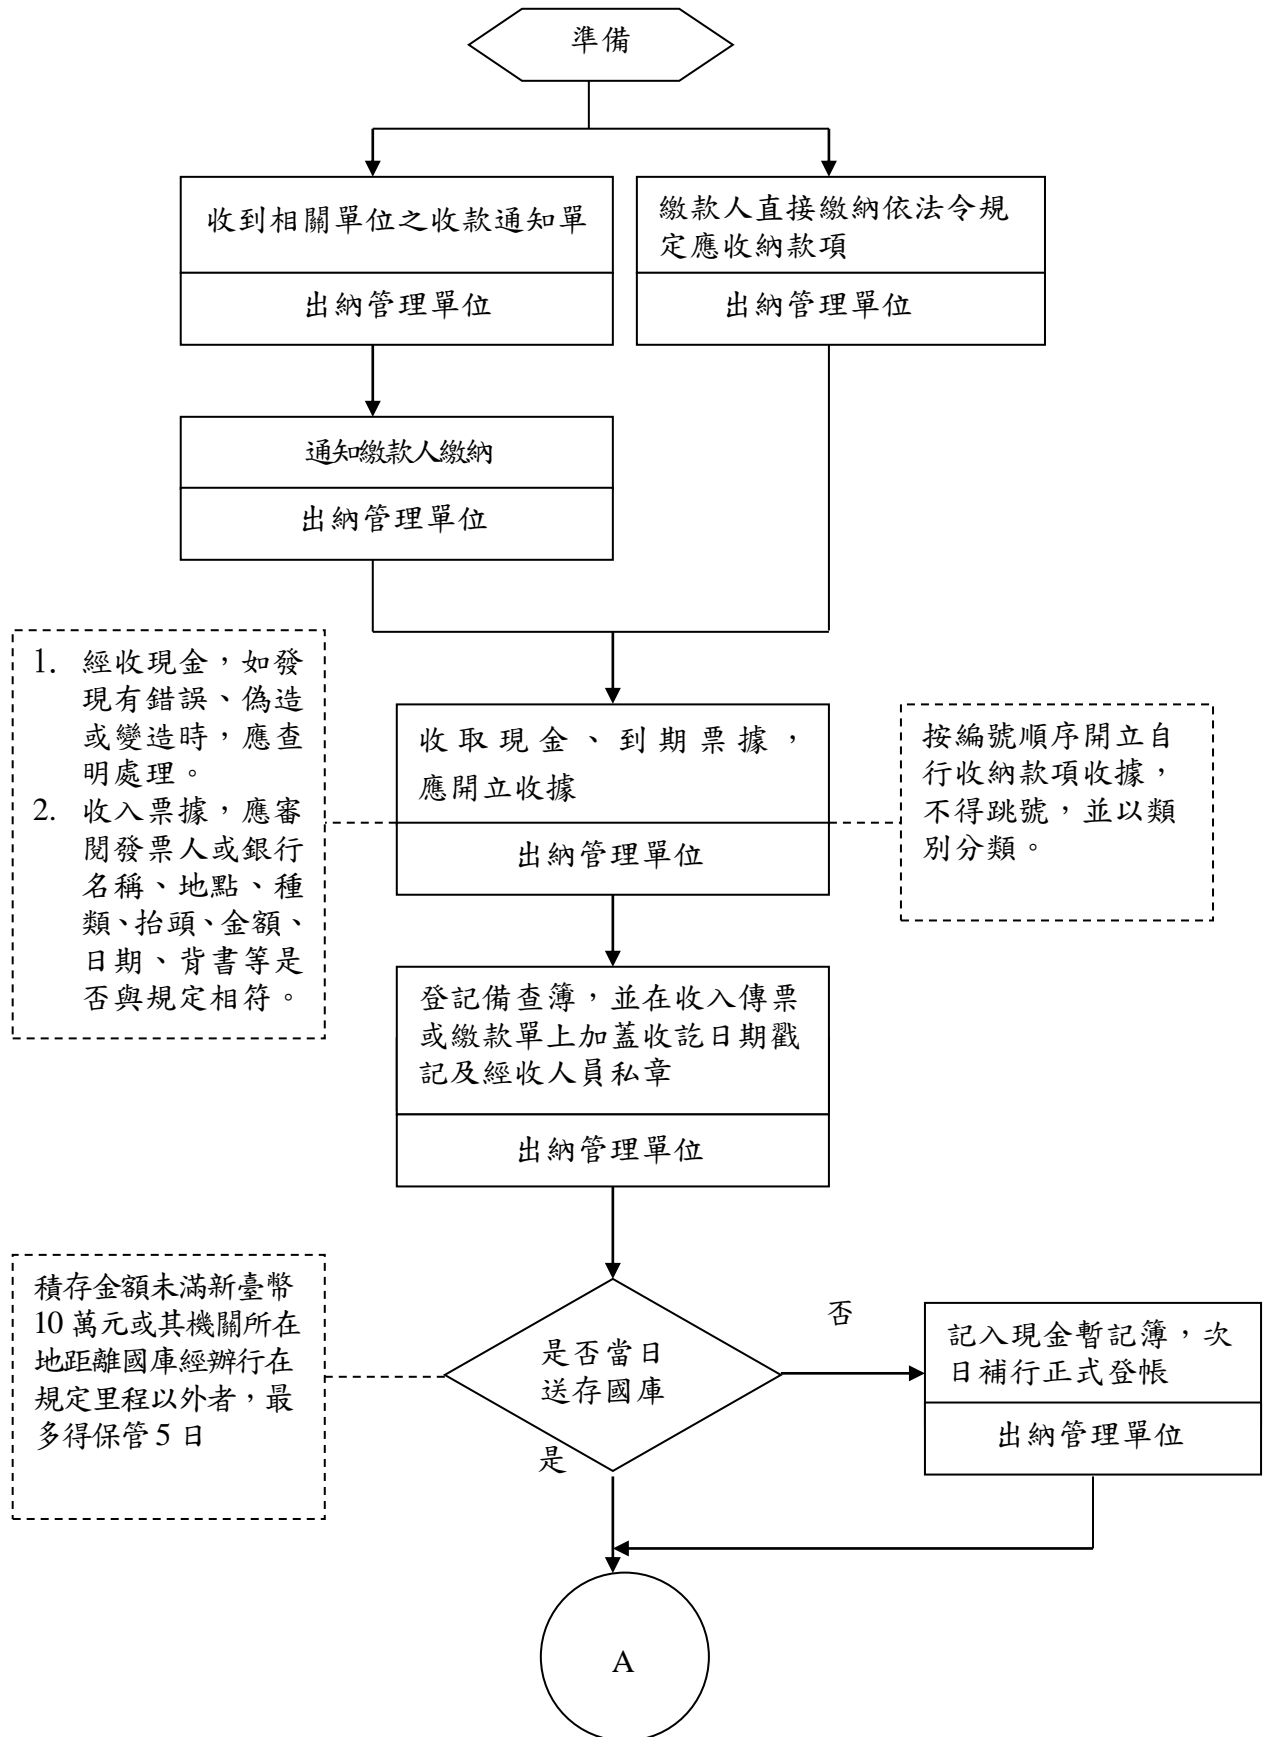 準備
收到相關單位之收款通知單
出納管理單位
繳款人直接繳納依法令規
定應收納款項
出納管理單位
通知繳款人繳納
出納管理單位
1. 經收現金，如發
現有錯誤、偽造
或變造時，應查
明處理。
2. 收入票據，應審
閱發票人或銀行
名稱、地點、種
類、抬頭、金額、
日期、背書等是
否與規定相符。
收取現金、到期票據，
應開立收據
出納管理單位
按編號順序開立自
行收納款項收據，
不得跳號，並以類
別分類。
登記備查簿，並在收入傳票
或繳款單上加蓋收訖日期戳
記及經收人員私章
出納管理單位
積存金額未滿新臺幣
10 萬元或其機關所在
地距離國庫經辦行在
規定里程以外者，最
多得保管 5 日
是否當日
送存國庫
否
是
記入現金暫記簿，次
日補行正式登帳
出納管理單位
A